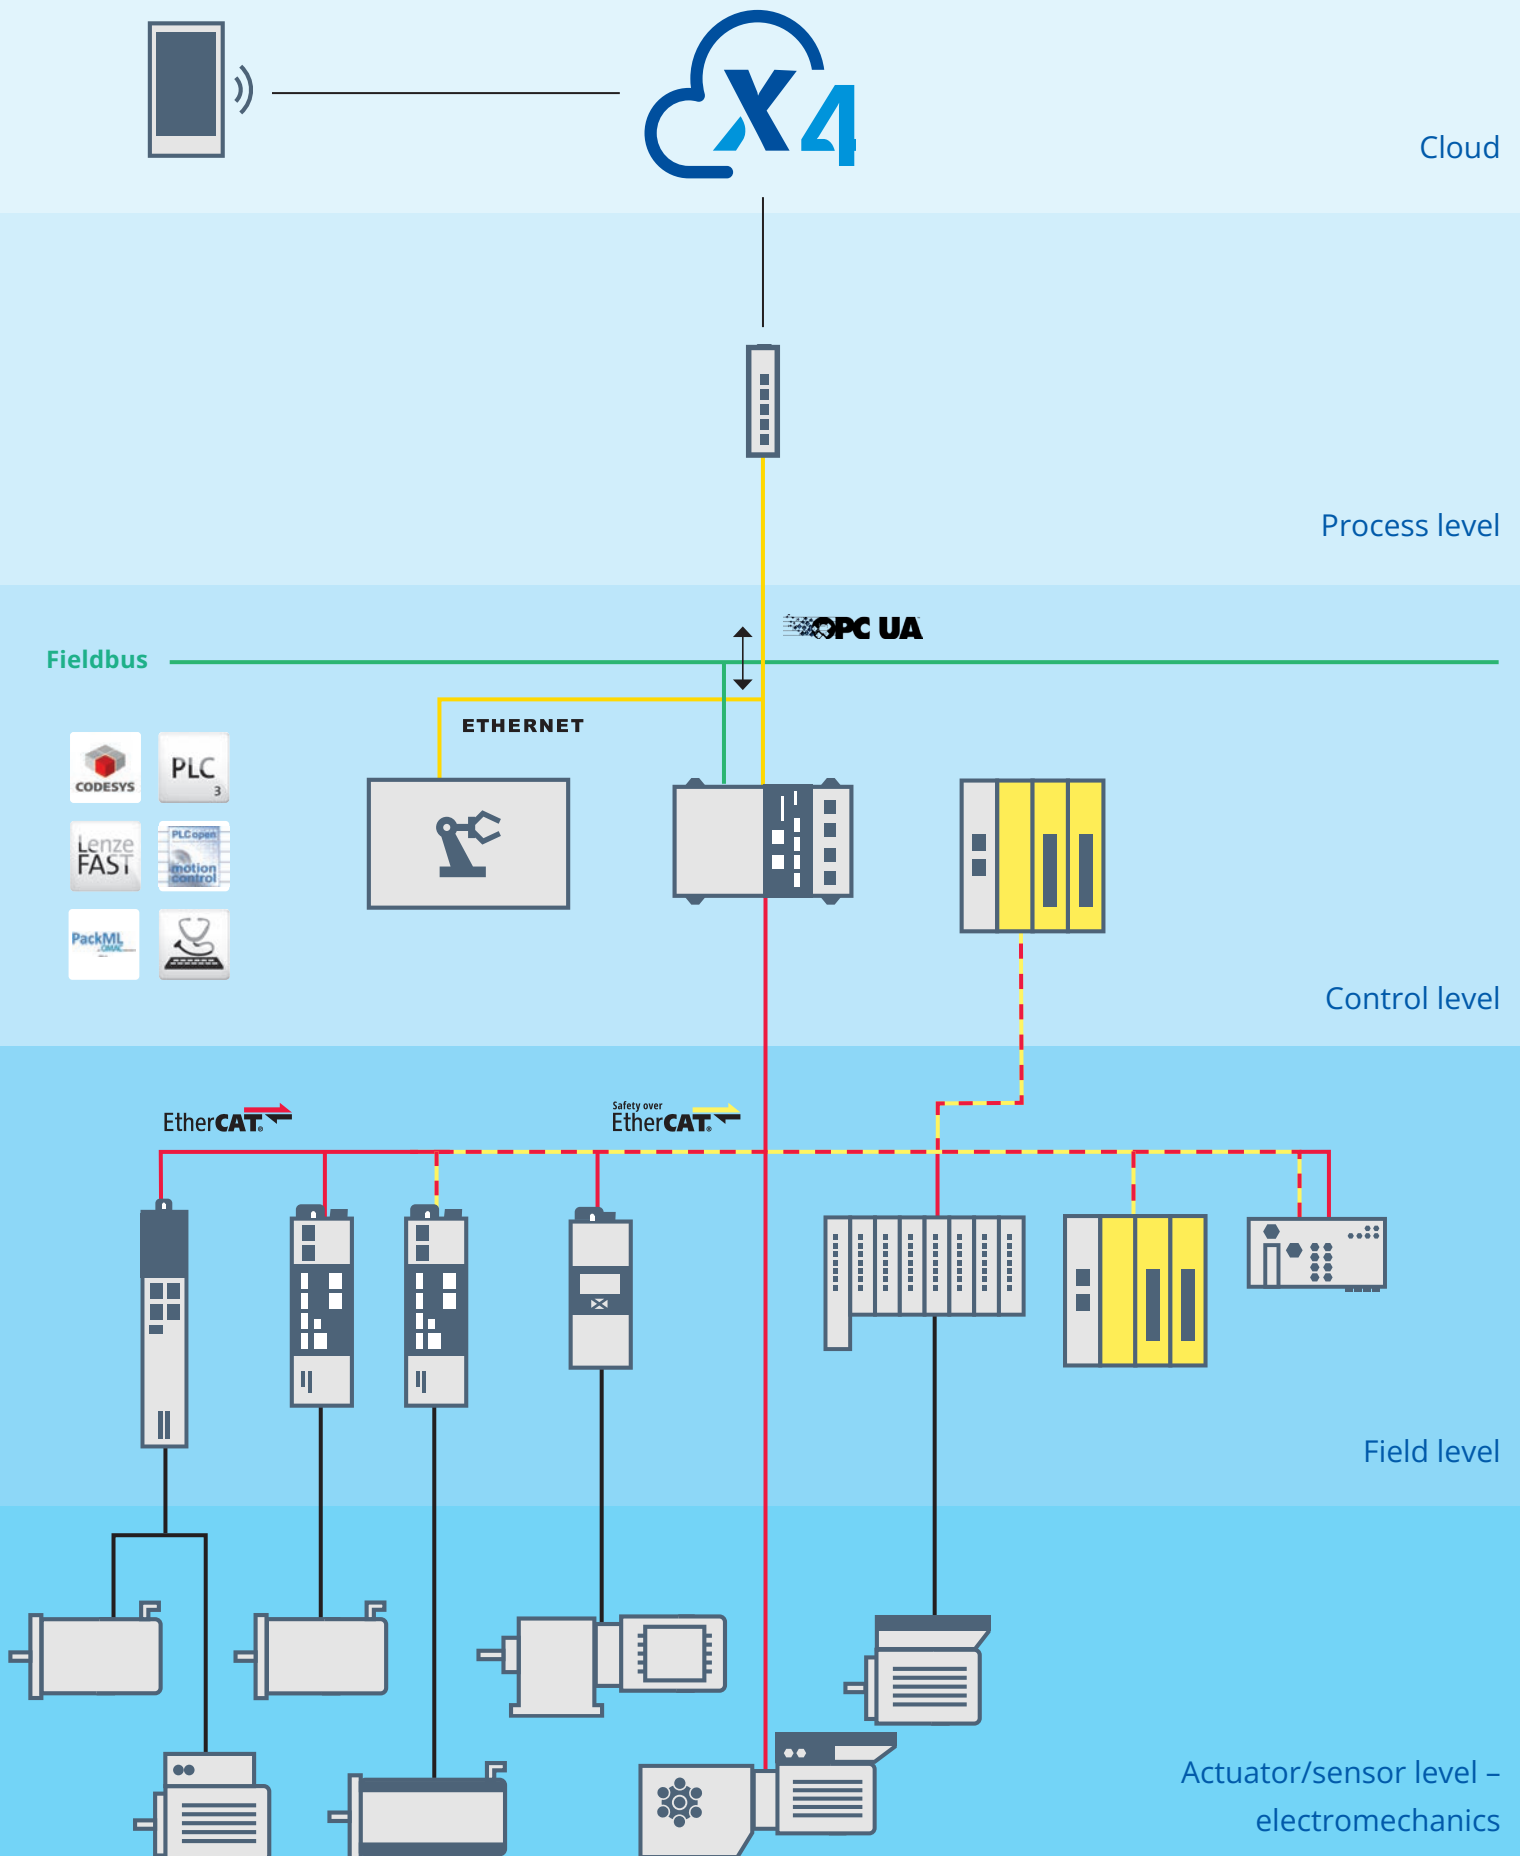 X4
Cloud
Process level
OPC UA
Fieldbus
ETHERNET
CODESYS
PLC
3
Lenze
FAST
PLCopen
motion
control
PackML
OMAC
Control level
EtherCAT®
Safety over
EtherCAT®
Field level
Actuator/sensor level –
electromechanics